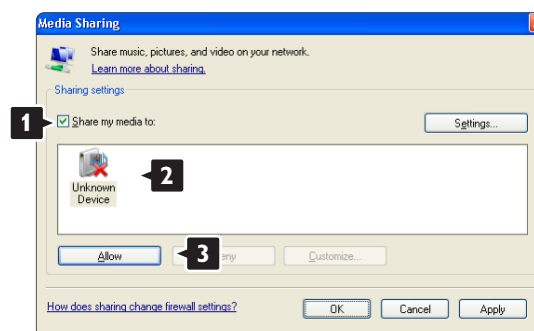 Media Sharing
Share music, pictures, and video on your network.
Learn more about sharing.
Sharing settings
1
Share my media to:
Settings...
2
Unknown
Device
Allow
3
Customize...
How does sharing change firewall settings?
OK
Cancel
Apply